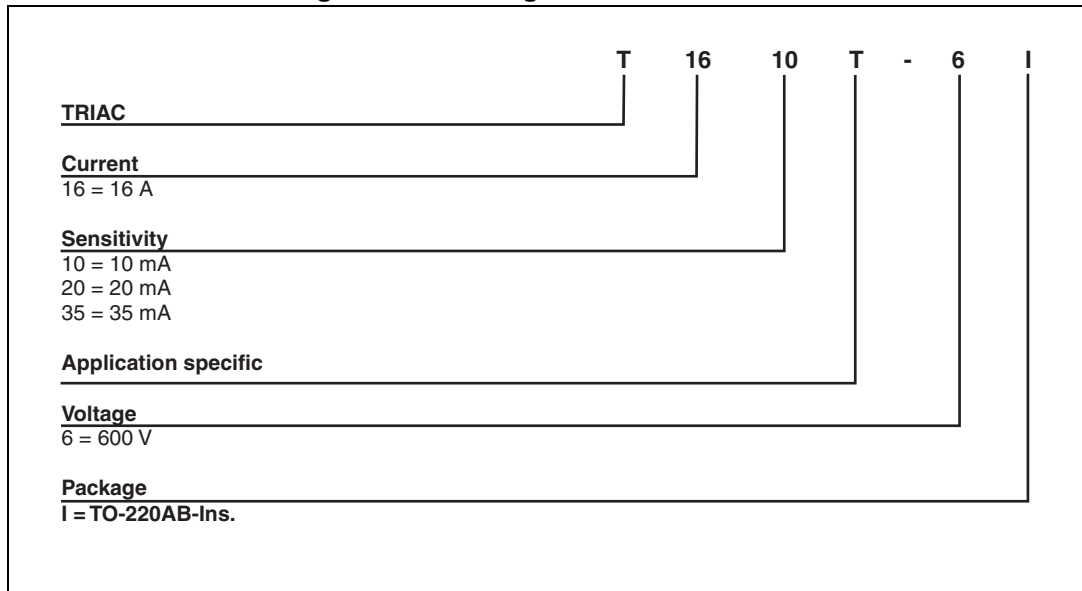 T 16 10 T - 6 I
TRIAC
Current
16 = 16 A
Sensitivity
10 = 10 mA
20 = 20 mA
35 = 35 mA
Application specific
Voltage
6 = 600 V
Package
I = TO-220AB-Ins.